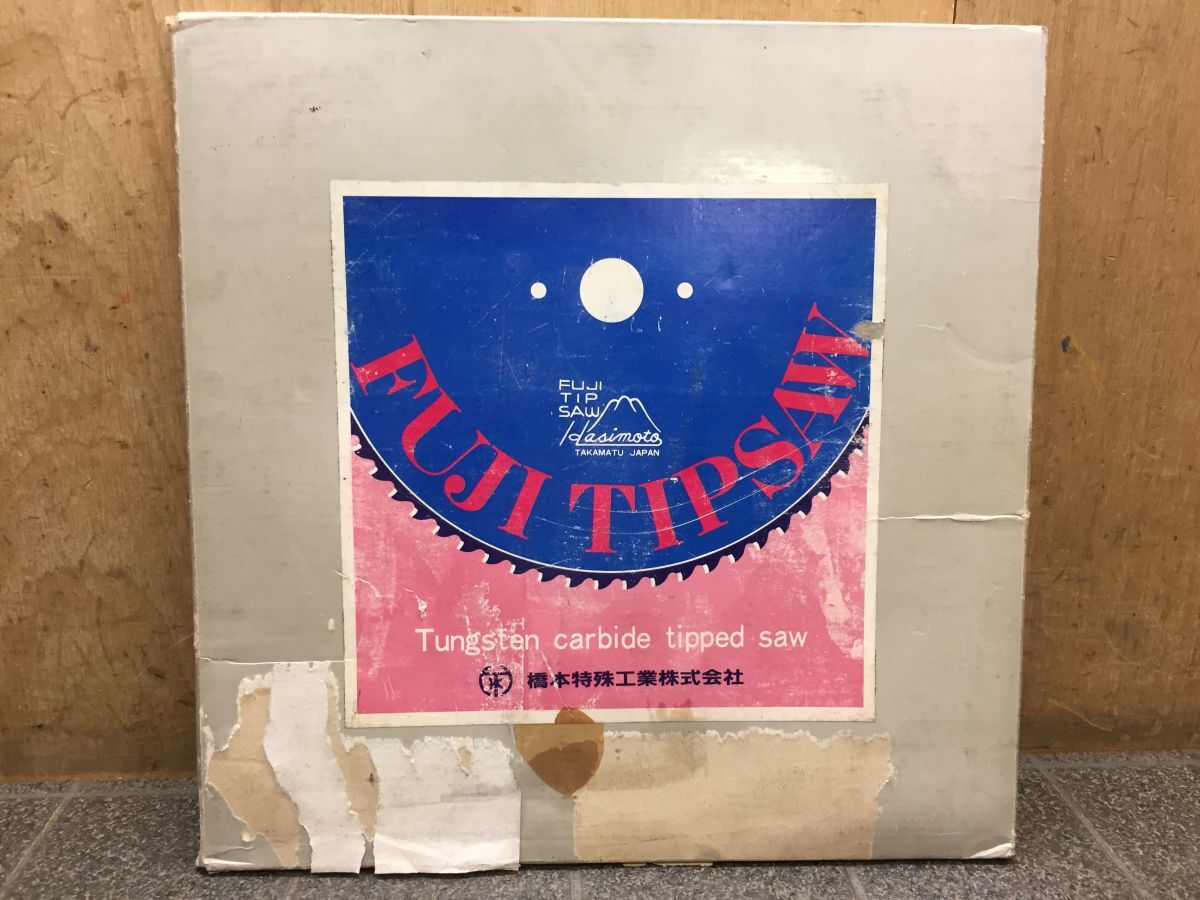 FUJI
TIP
SAW
Hasimoto
TAKAMATU JAPAN
FUJI TIPSAW
Tungsten carbide tipped saw
橋本特殊工業株式会社